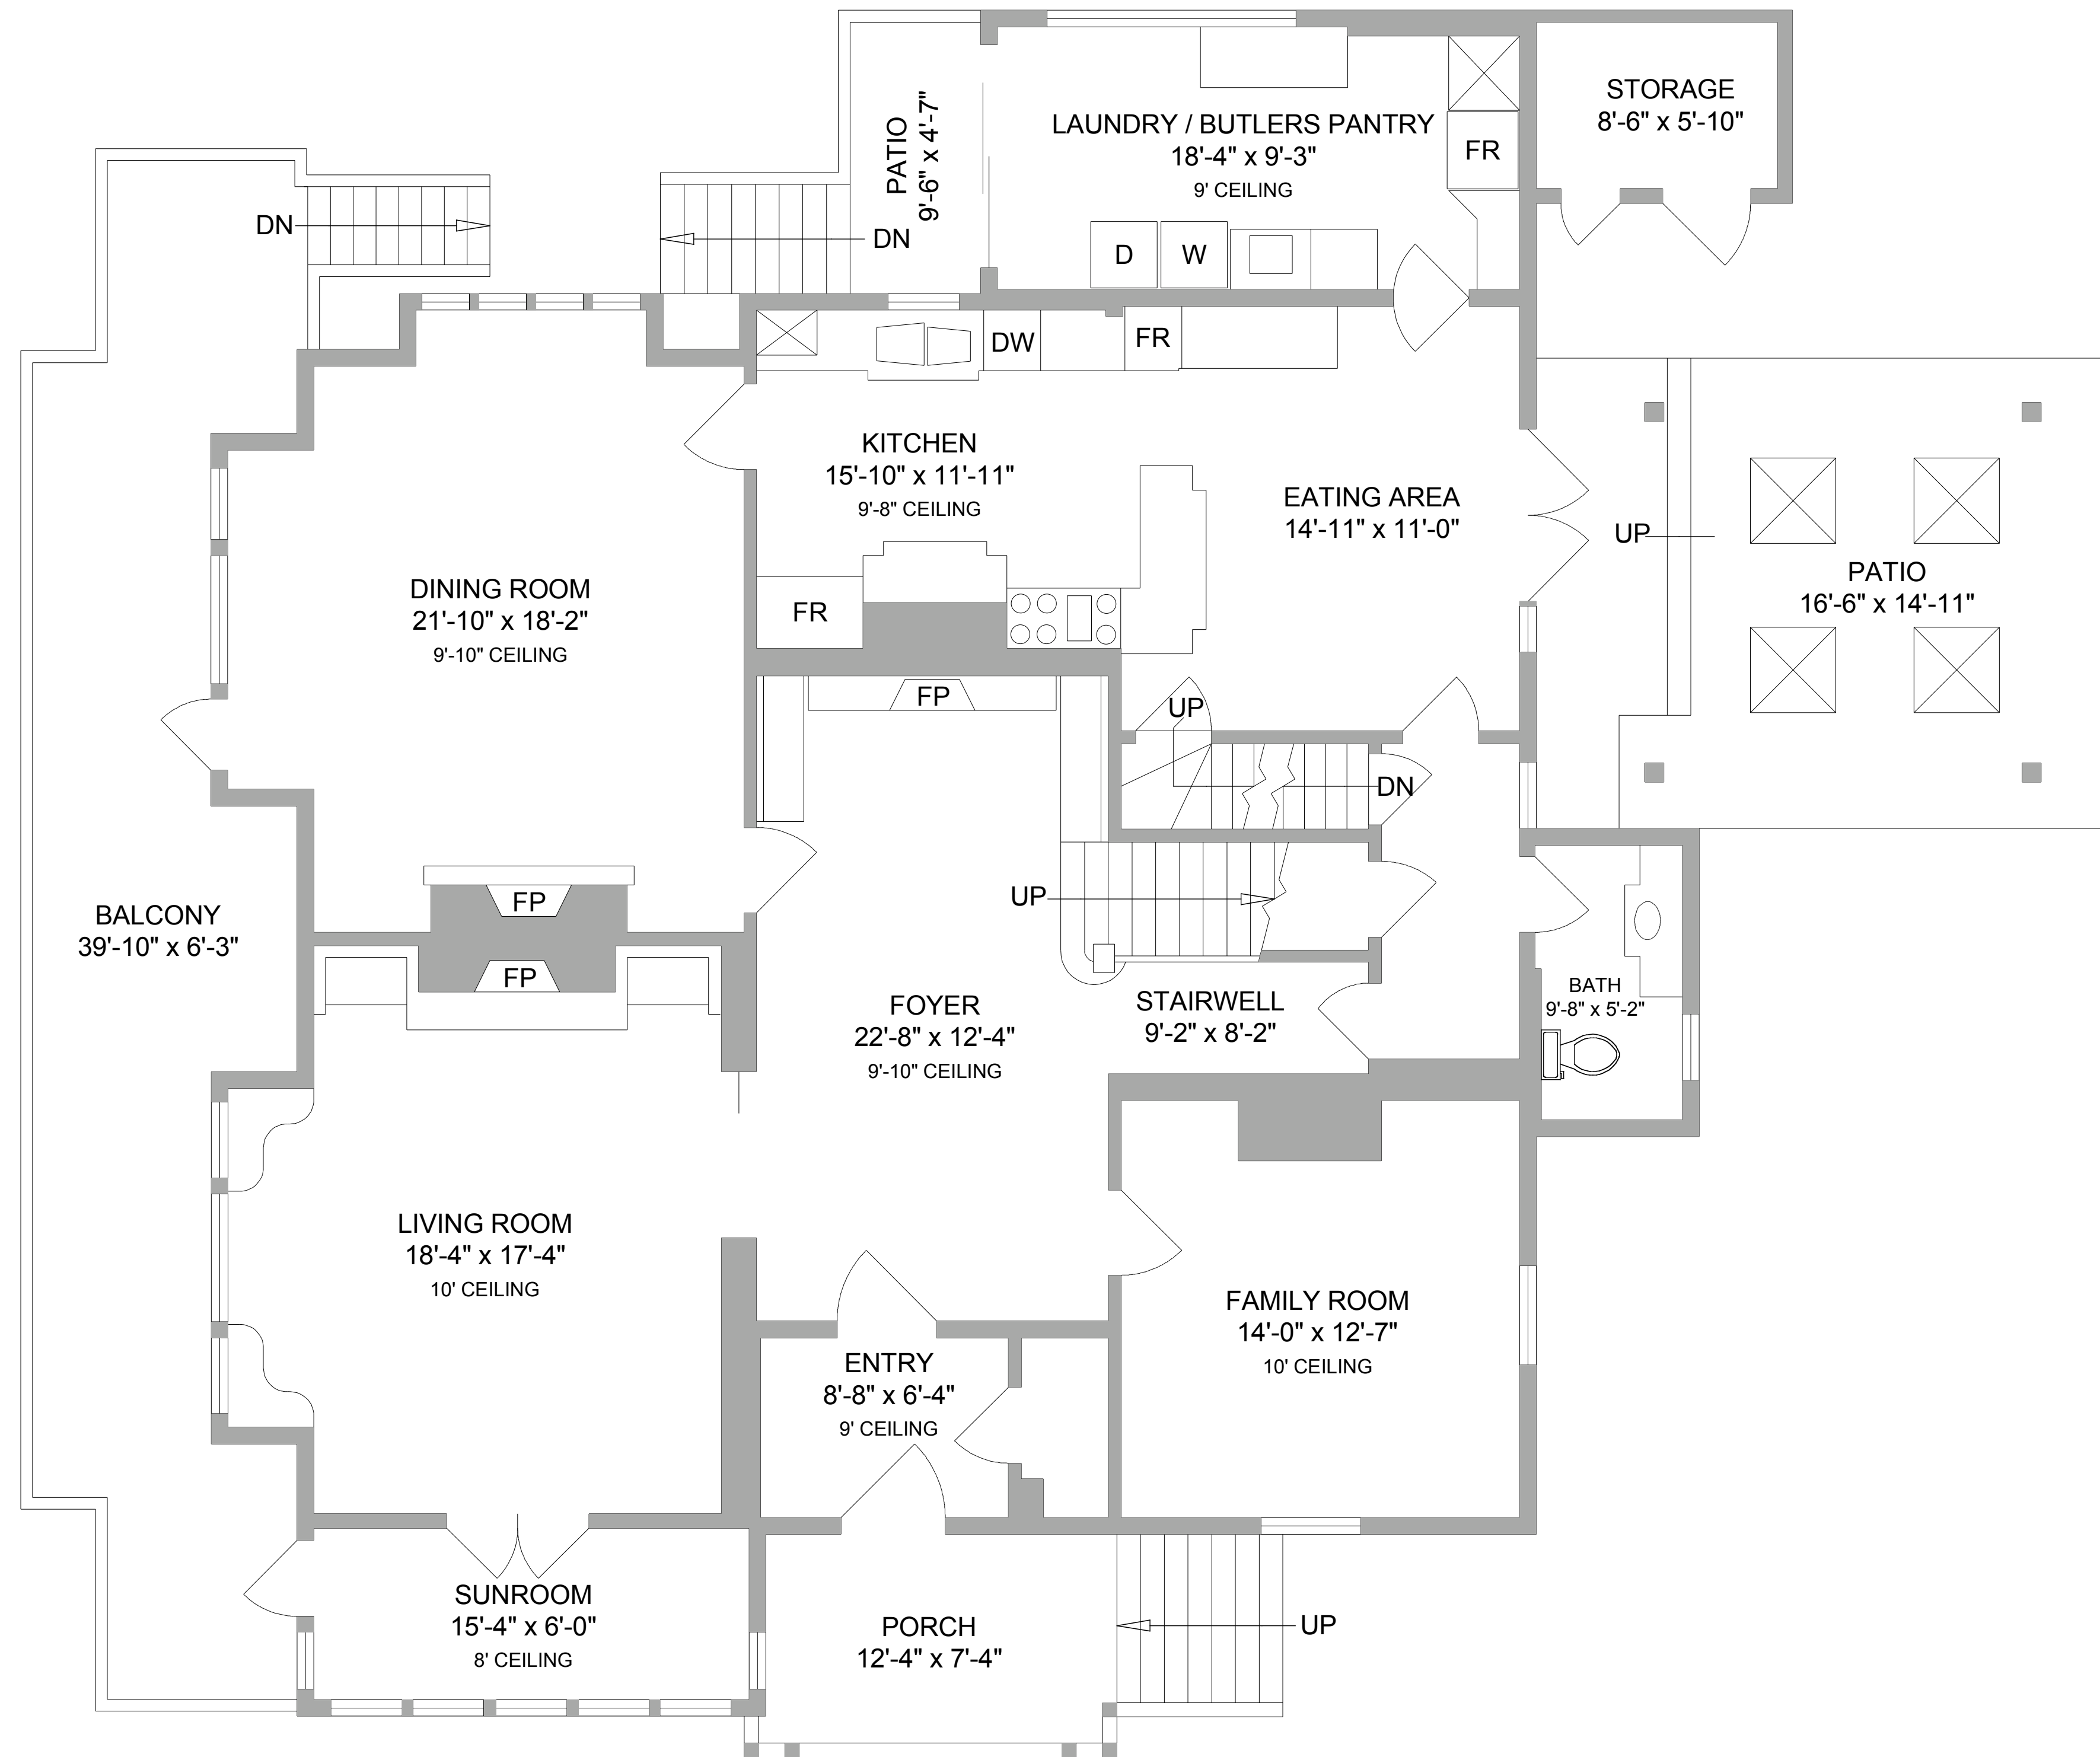 STORAGE
8'-6" x 5'-10"
LAUNDRY / BUTLERS PANTRY
18'-4" x 9'-3"
9' CEILING
FR
PATIO
9'-6" x 4'-7"
DN
DN
D
W
DW
FR
KITCHEN
15'-10" x 11'-11"
9'-8" CEILING
EATING AREA
14'-11" x 11'-0"
UP
PATIO
16'-6" x 14'-11"
DINING ROOM
21'-10" x 18'-2"
9'-10" CEILING
FR
FP
UP
DN
UP
FP
BALCONY
39'-10" x 6'-3"
FP
FOYER
22'-8" x 12'-4"
9'-10" CEILING
STAIRWELL
9'-2" x 8'-2"
BATH
9'-8" x 5'-2"
LIVING ROOM
18'-4" x 17'-4"
10' CEILING
FAMILY ROOM
14'-0" x 12'-7"
10' CEILING
ENTRY
8'-8" x 6'-4"
9' CEILING
SUNROOM
15'-4" x 6'-0"
8' CEILING
PORCH
12'-4" x 7'-4"
UP